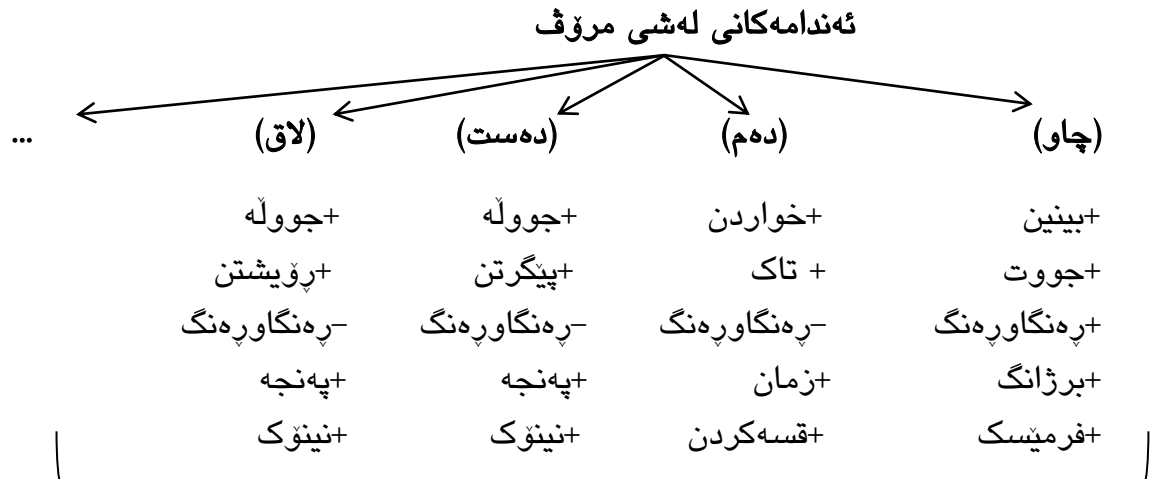 ئەندامەکانی لەشی مرۆڤ
(چاو) (دەم) (دەست) (لاق) ...
+بینین +خواردن +جووڵە +جووڵە
+جووت + تاک +پێگرتن +ڕۆیشتن
+ڕەنگاوڕەنگ –ڕەنگاوڕەنگ –ڕەنگاوڕەنگ –ڕەنگاوڕەنگ
+برژانگ +زمان +پەنجە +پەنجە
+فرمێسک +قسەکردن +نینۆک +نینۆک